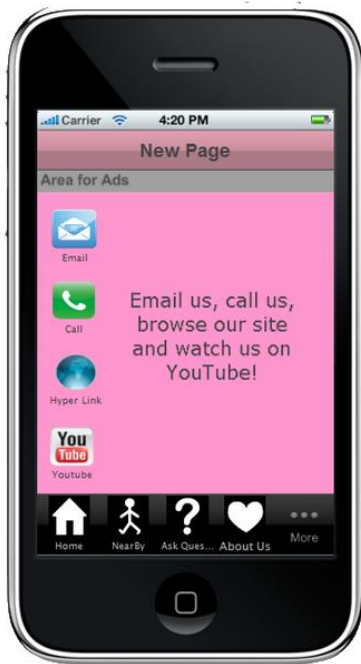 Carrier 4:20 PM
New Page
Area for Ads
Email
Call
Hyper Link
You
Tube
Youtube
Email us, call us,
browse our site
and watch us on
YouTube!
Home NearBy Ask Ques... About Us More